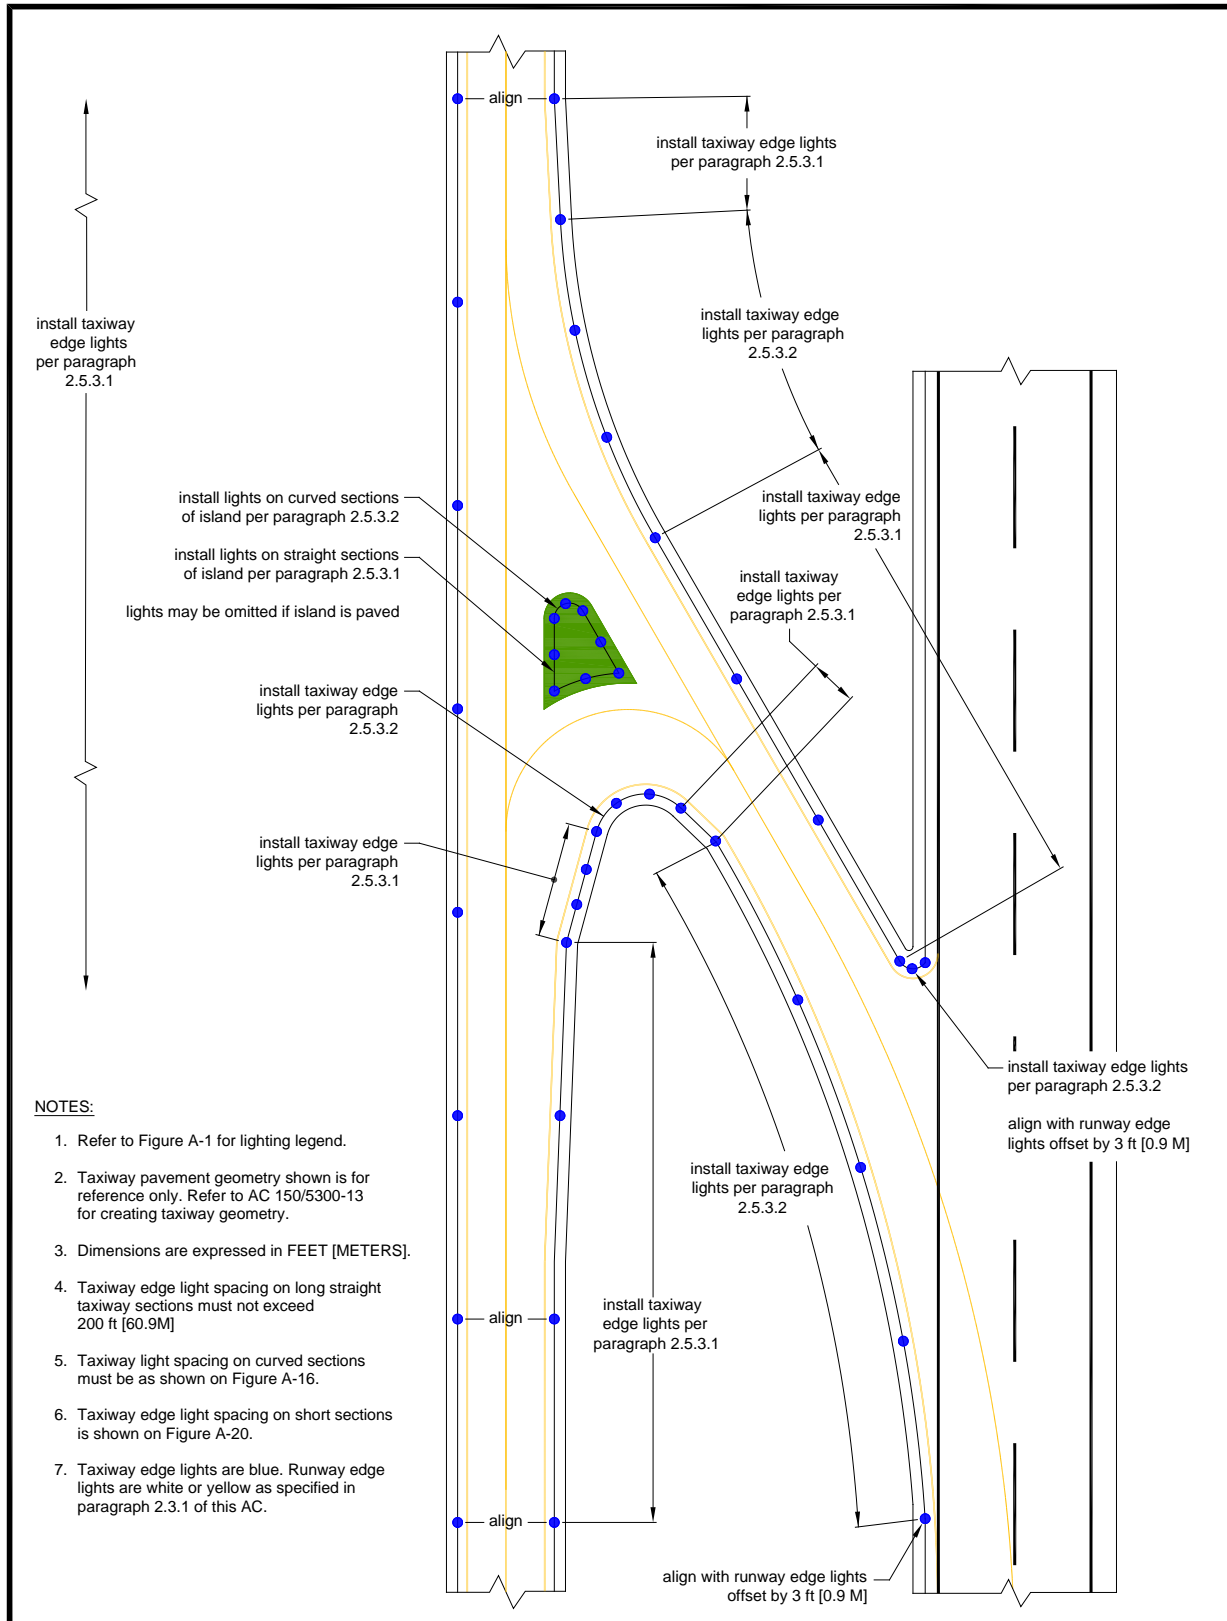 align
install taxiway edge lights
per paragraph 2.5.3.1
install taxiway edge
lights per paragraph
2.5.3.2
install taxiway
edge lights
per paragraph
2.5.3.1
install lights on curved sections
of island per paragraph 2.5.3.2
install taxiway edge
lights per paragraph
2.5.3.1
install lights on straight sections
of island per paragraph 2.5.3.1
install taxiway
edge lights per
paragraph 2.5.3.1
lights may be omitted if island is paved
install taxiway edge
lights per paragraph
2.5.3.2
install taxiway edge
lights per paragraph
2.5.3.1
install taxiway edge lights
per paragraph 2.5.3.2
align with runway edge
lights offset by 3 ft [0.9 M]
install taxiway edge
lights per paragraph
2.5.3.2
install taxiway
edge lights per
paragraph 2.5.3.1
align
align
align with runway edge lights
offset by 3 ft [0.9 M]
NOTES:
1. Refer to Figure A-1 for lighting legend.
2. Taxiway pavement geometry shown is for
reference only. Refer to AC 150/5300-13
for creating taxiway geometry.
3. Dimensions are expressed in FEET [METERS].
4. Taxiway edge light spacing on long straight
taxiway sections must not exceed
200 ft [60.9M]
5. Taxiway light spacing on curved sections
must be as shown on Figure A-16.
6. Taxiway edge light spacing on short sections
is shown on Figure A-20.
7. Taxiway edge lights are blue. Runway edge
lights are white or yellow as specified in
paragraph 2.3.1 of this AC.